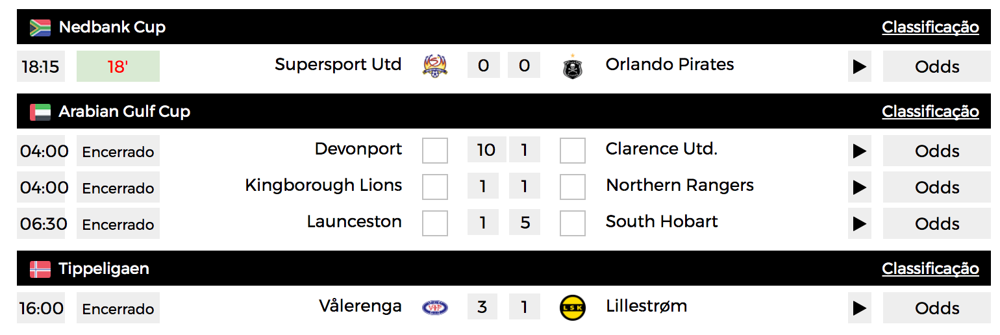 Nedbank Cup Classificação
18:15 18' Supersport Utd 0 0 Orlando Pirates Odds
Arabian Gulf Cup Classificação
04:00 Encerrado Devonport 10 1 Clarence Utd. Odds
04:00 Encerrado Kingborough Lions 1 1 Northern Rangers Odds
06:30 Encerrado Launceston 1 5 South Hobart Odds
Tippeligaen Classificação
16:00 Encerrado Vålerenga 3 1 LSK Lillestrøm Odds